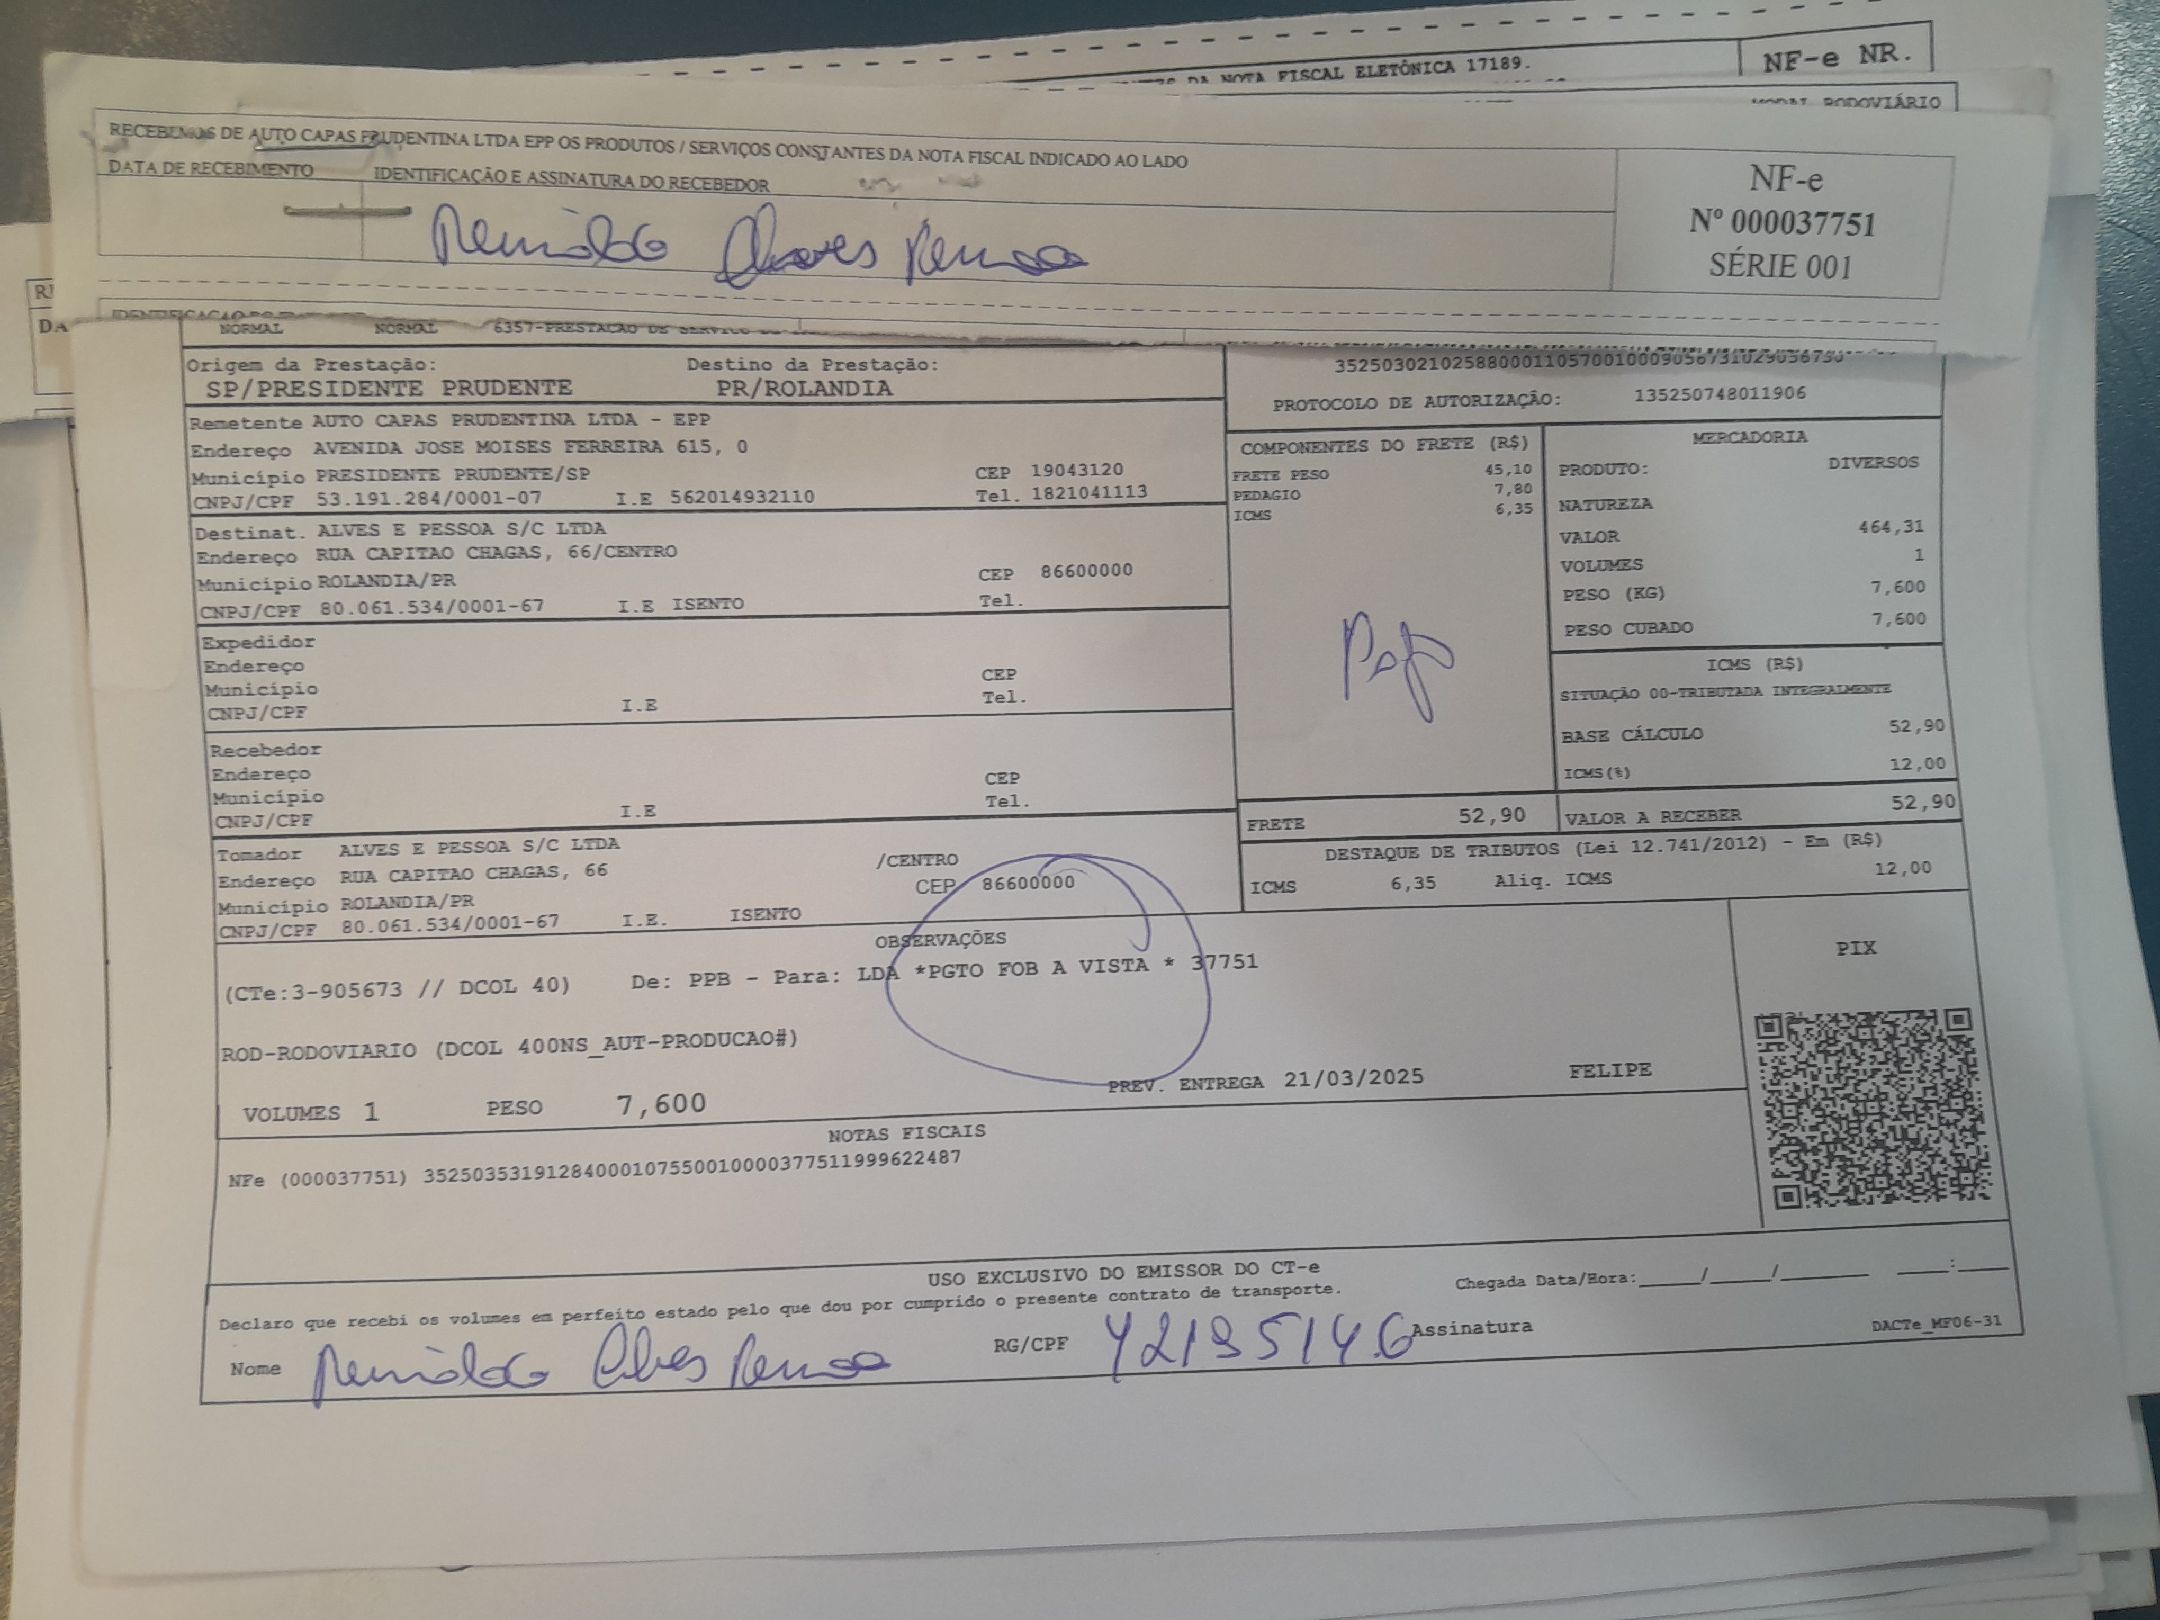 DA NOTA FISCAL ELETÔNICA 17189.
NF-e NR.
RODOVIÁRIO
RECEBEMOS DE AUTO CAPAS PRUDENTINA LTDA EPP OS PRODUTOS / SERVIÇOS CONSTANTES DA NOTA FISCAL INDICADO AO LADO
DATA DE RECEBIMENTO IDENTIFICAÇÃO E ASSINATURA DO RECEBEDOR
NF-e
Nº 000037751
SÉRIE 001
Alves
NORMAL NORMAL 6357-PRESTACAO DE SERVICO
Origem da Prestação: Destino da Prestação:
SP/PRESIDENTE PRUDENTE PR/ROLANDIA
PROTOCOLO DE AUTORIZAÇÃO: 135250748011906
Remetente AUTO CAPAS PRUDENTINA LTDA - EPP
Endereço AVENIDA JOSE MOISES FERREIRA 615, 0
Município PRESIDENTE PRUDENTE/SP CEP 19043120
CNPJ/CPF 53.191.284/0001-07 I.E 562014932110 Tel. 1821041113
Destinat. ALVES E PESSOA S/C LTDA
Endereço RUA CAPITAO CHAGAS, 66/CENTRO
Município ROLANDIA/PR CEP 86600000
CNPJ/CPF 80.061.534/0001-67 I.E ISENTO Tel.
Expedidor
Endereço CEP
Município Tel.
CNPJ/CPF I.E
Recebedor
Endereço CEP
Município Tel.
CNPJ/CPF I.E
Tomador ALVES E PESSOA S/C LTDA
Endereço RUA CAPITAO CHAGAS, 66 /CENTRO
Município ROLANDIA/PR CEP 86600000
CNPJ/CPF 80.061.534/0001-67 I.E. ISENTO
COMPONENTES DO FRETE (R$)
FRETE PESO 45,10
PEDAGIO 7,80
ICMS 6,35
Pago
FRETE 52,90
MERCADORIA
PRODUTO: DIVERSOS
NATUREZA
VALOR 464,31
VOLUMES 1
PESO (KG) 7,600
PESO CUBADO 7,600
ICMS (R$)
SITUAÇÃO 00-TRIBUTADA INTEGRALMENTE
BASE CÁLCULO 52,90
ICMS(%) 12,00
VALOR A RECEBER 52,90
DESTAQUE DE TRIBUTOS (Lei 12.741/2012) - Em (R$)
ICMS 6,35 Aliq. ICMS 12,00
OBSERVAÇÕES
(CTe:3-905673 // DCOL 40) De: PPB - Para: LDA *PGTO FOB A VISTA * 37751
ROD-RODOVIARIO (DCOL 400NS_AUT-PRODUCAO#)
PREV. ENTREGA 21/03/2025 FELIPE
VOLUMES 1 PESO 7,600
PIX
NOTAS FISCAIS
NFe (000037751) 35250353191284000107550010000377511999622487
USO EXCLUSIVO DO EMISSOR DO CT-e
Declaro que recebi os volumes em perfeito estado pelo que dou por cumprido o presente contrato de transporte.
Chegada Data/Hora:_____/_____/_______ ____:____
Nome Alves RG/CPF 42195146 Assinatura
DACTe_MF06-31